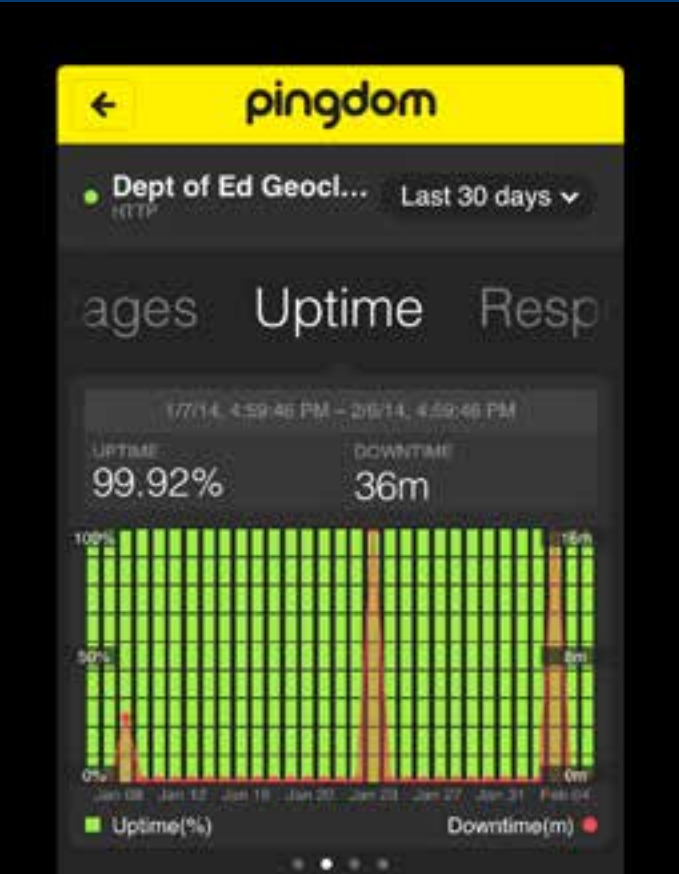 pingdom
Dept of Ed Geocl... Last 30 days
HTTP
ages Uptime Resp
1/7/14, 4:59:46 PM – 2/6/14, 4:59:46 PM
UPTIME DOWNTIME
99.92% 36m
100% 16m
50% 8m
0% 0m
Jan 08 Jan 12 Jan 16 Jan 20 Jan 23 Jan 27 Jan 31 Feb 04
Uptime(%) Downtime(m)